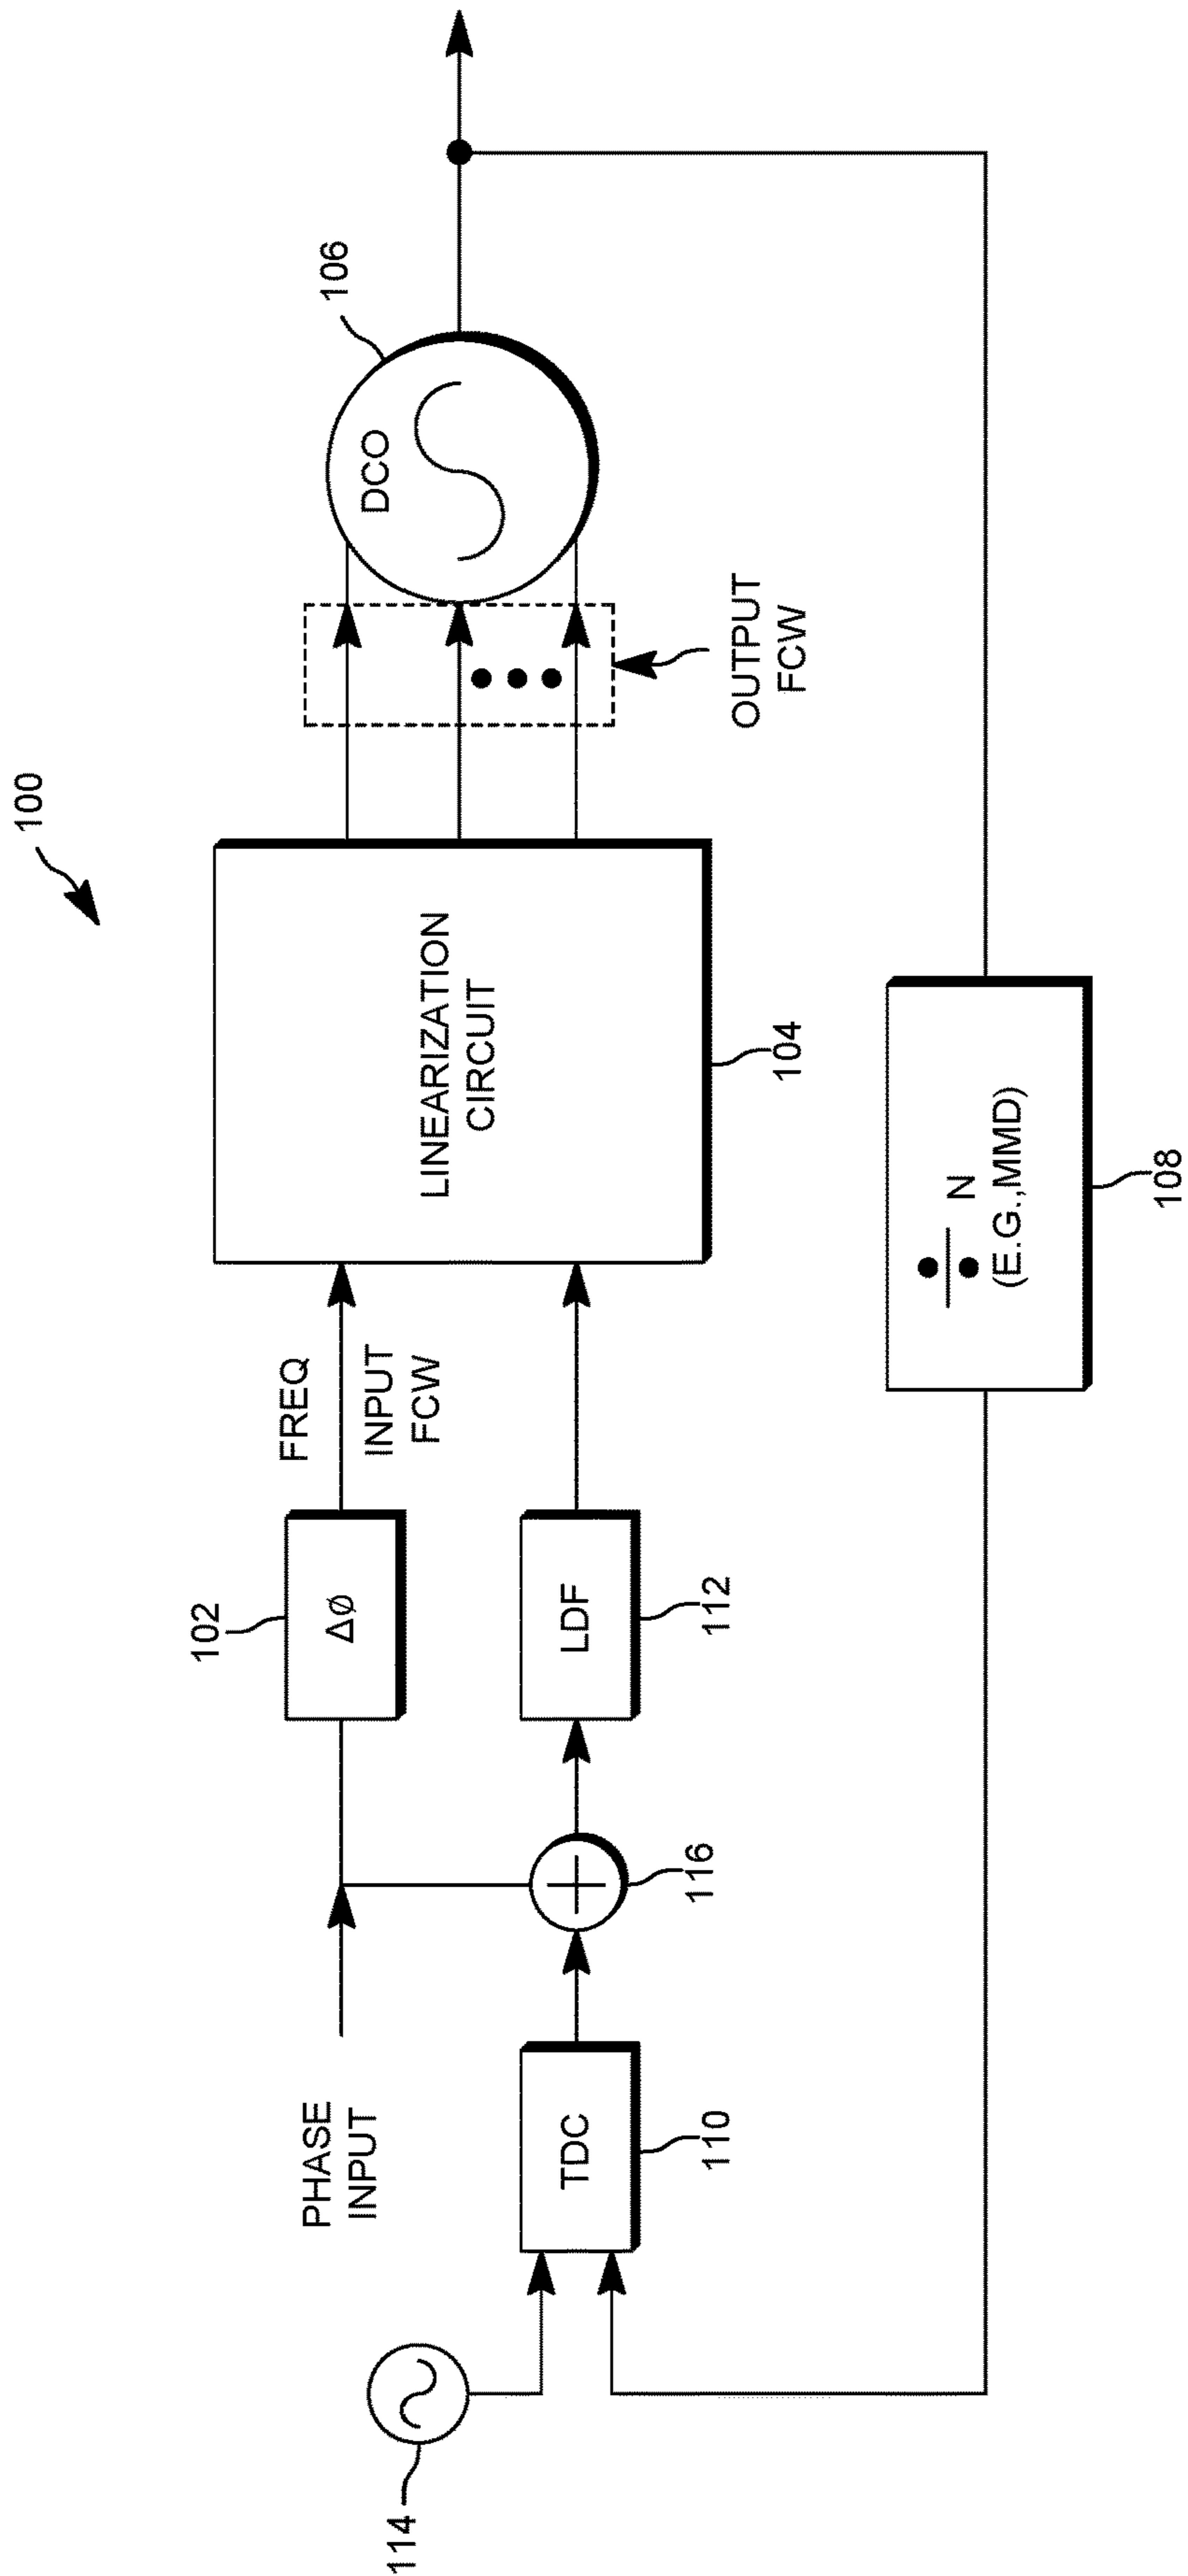 100
PHASE
INPUT
102
Δø
FREQ
INPUT
FCW
LINEARIZATION
CIRCUIT
104
DCO
106
OUTPUT
FCW
114
TDC
110
116
LDF
112
÷ N
(E.G.,MMD)
108